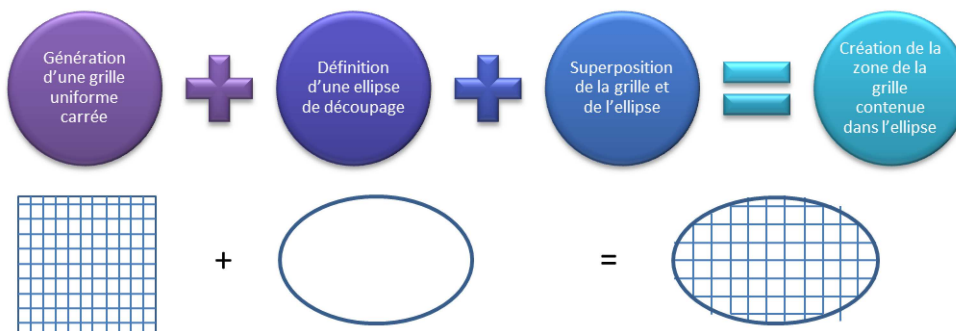 Génération
d'une grille
uniforme
carrée
Définition
d'une ellipse
de découpage
Superposition
de la grille et
de l'ellipse
Création de la
zone de la
grille
contenue
dans l'ellipse
+
=